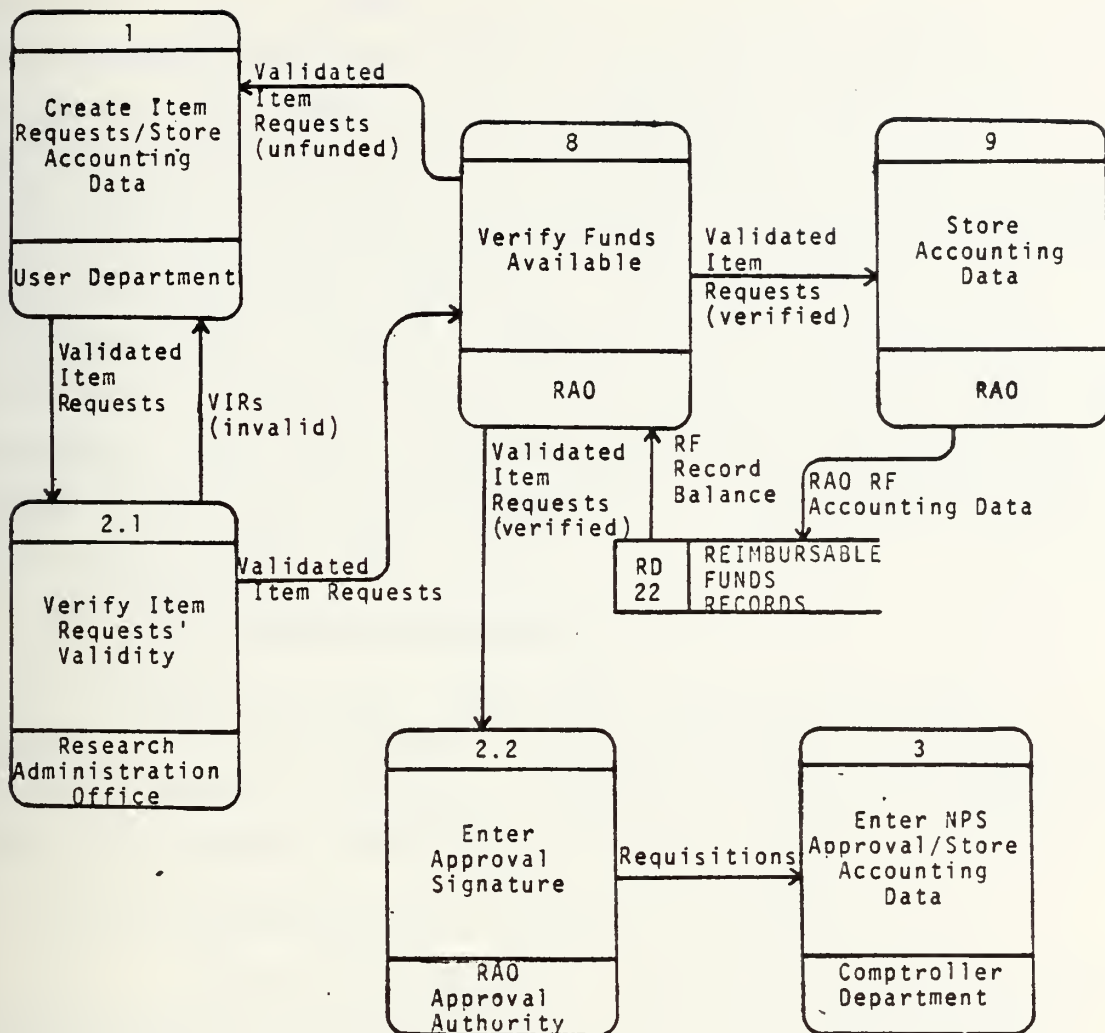 1
Create Item
Requests/Store
Accounting
Data
User Department
Validated
Item
Requests
(unfunded)
8
Verify Funds
Available
RAO
Validated
Item
Requests
(verified)
9
Store
Accounting
Data
RAO
Validated
Item
Requests
VIRs
(invalid)
Validated
Item
Requests
(verified)
RF
Record
Balance
RAO RF
Accounting Data
RD
22
REIMBURSABLE
FUNDS
RECORDS
2.1
Verify Item
Requests'
Validity
Research
Administration
Office
Validated
Item Requests
2.2
Enter
Approval
Signature
RAO
Approval
Authority
Requisitions
3
Enter NPS
Approval/Store
Accounting
Data
Comptroller
Department